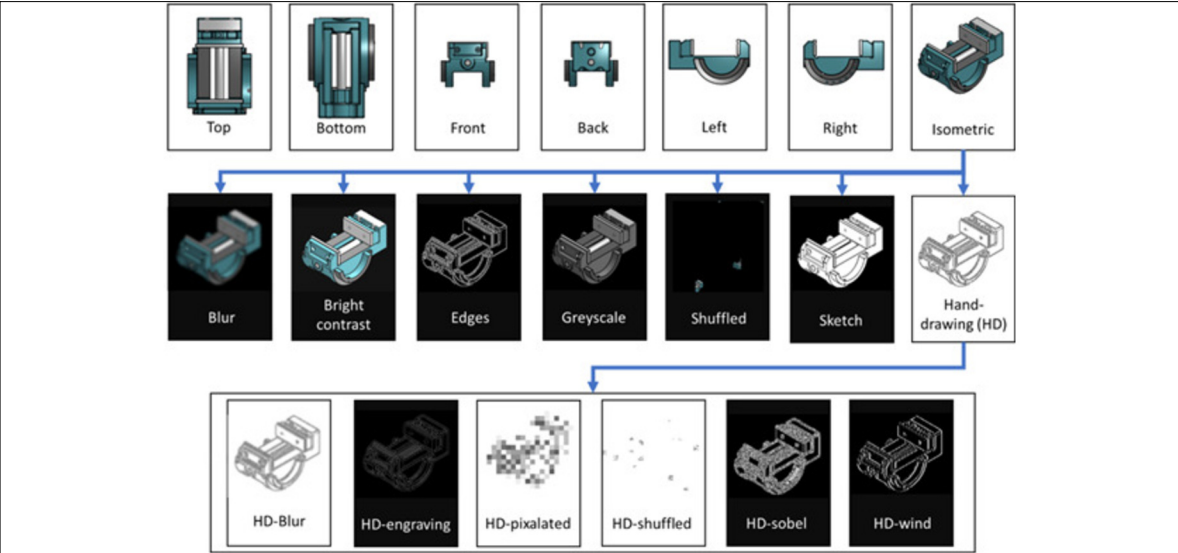 Top
Bottom
Front
Back
Left
Right
Isometric
Blur
Bright
contrast
Edges
Greyscale
Shuffled
Sketch
Hand-
drawing (HD)
HD-Blur
HD-engraving
HD-pixalated
HD-shuffled
HD-sobel
HD-wind